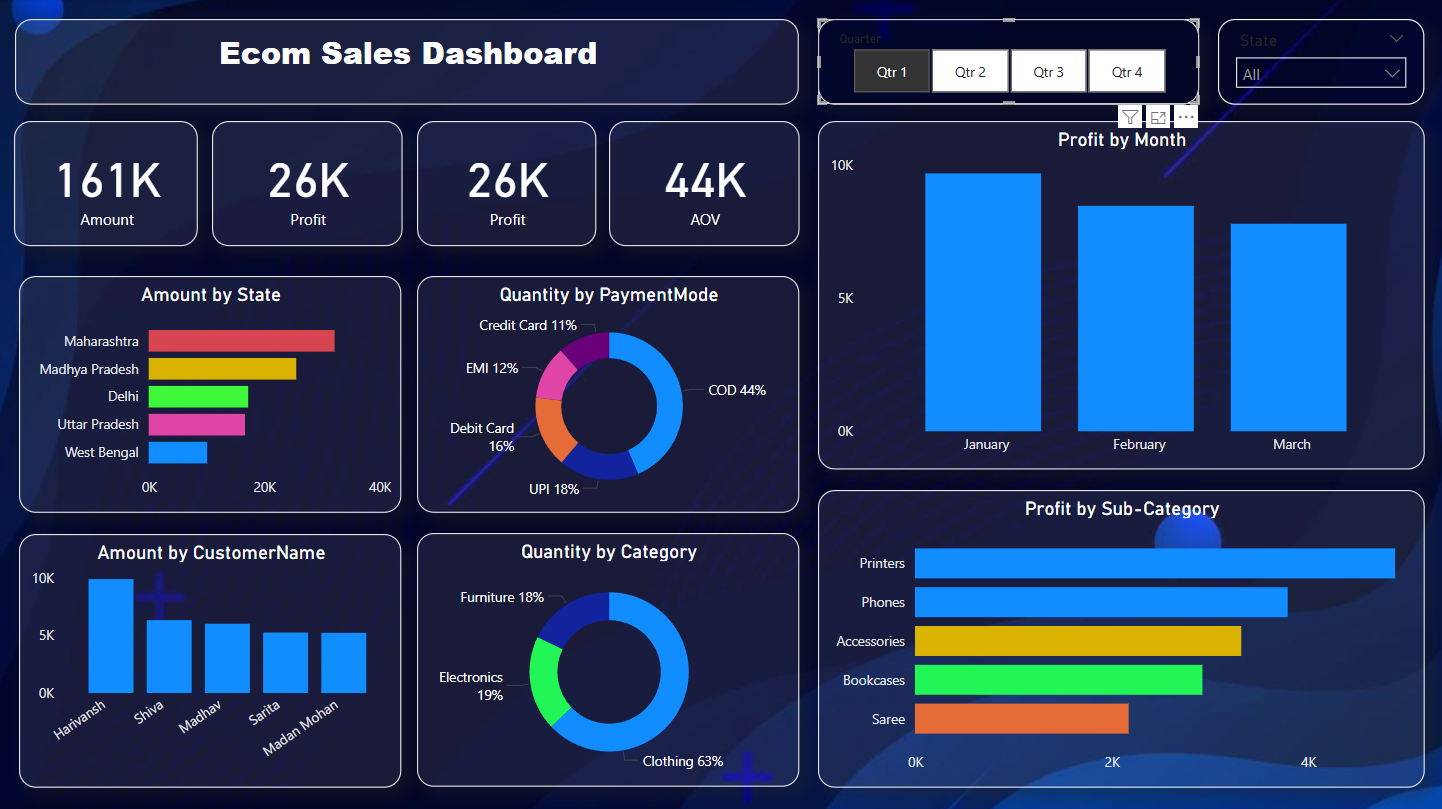 Ecom Sales Dashboard
Quarter
Qtr 1
Qtr 2
Qtr 3
Qtr 4
State
All
161K
Amount
26K
Profit
26K
Profit
44K
AOV
Profit by Month
10K
5K
0K
January
February
March
Amount by State
Maharashtra
Madhya Pradesh
Delhi
Uttar Pradesh
West Bengal
0K
20K
40K
Quantity by PaymentMode
Credit Card 11%
EMI 12%
Debit Card
16%
UPI 18%
COD 44%
Amount by CustomerName
10K
5K
0K
Harivansh
Shiva
Madhav
Sarita
Madan Mohan
Quantity by Category
Furniture 18%
Electronics
19%
Clothing 63%
Profit by Sub-Category
Printers
Phones
Accessories
Bookcases
Saree
0K
2K
4K